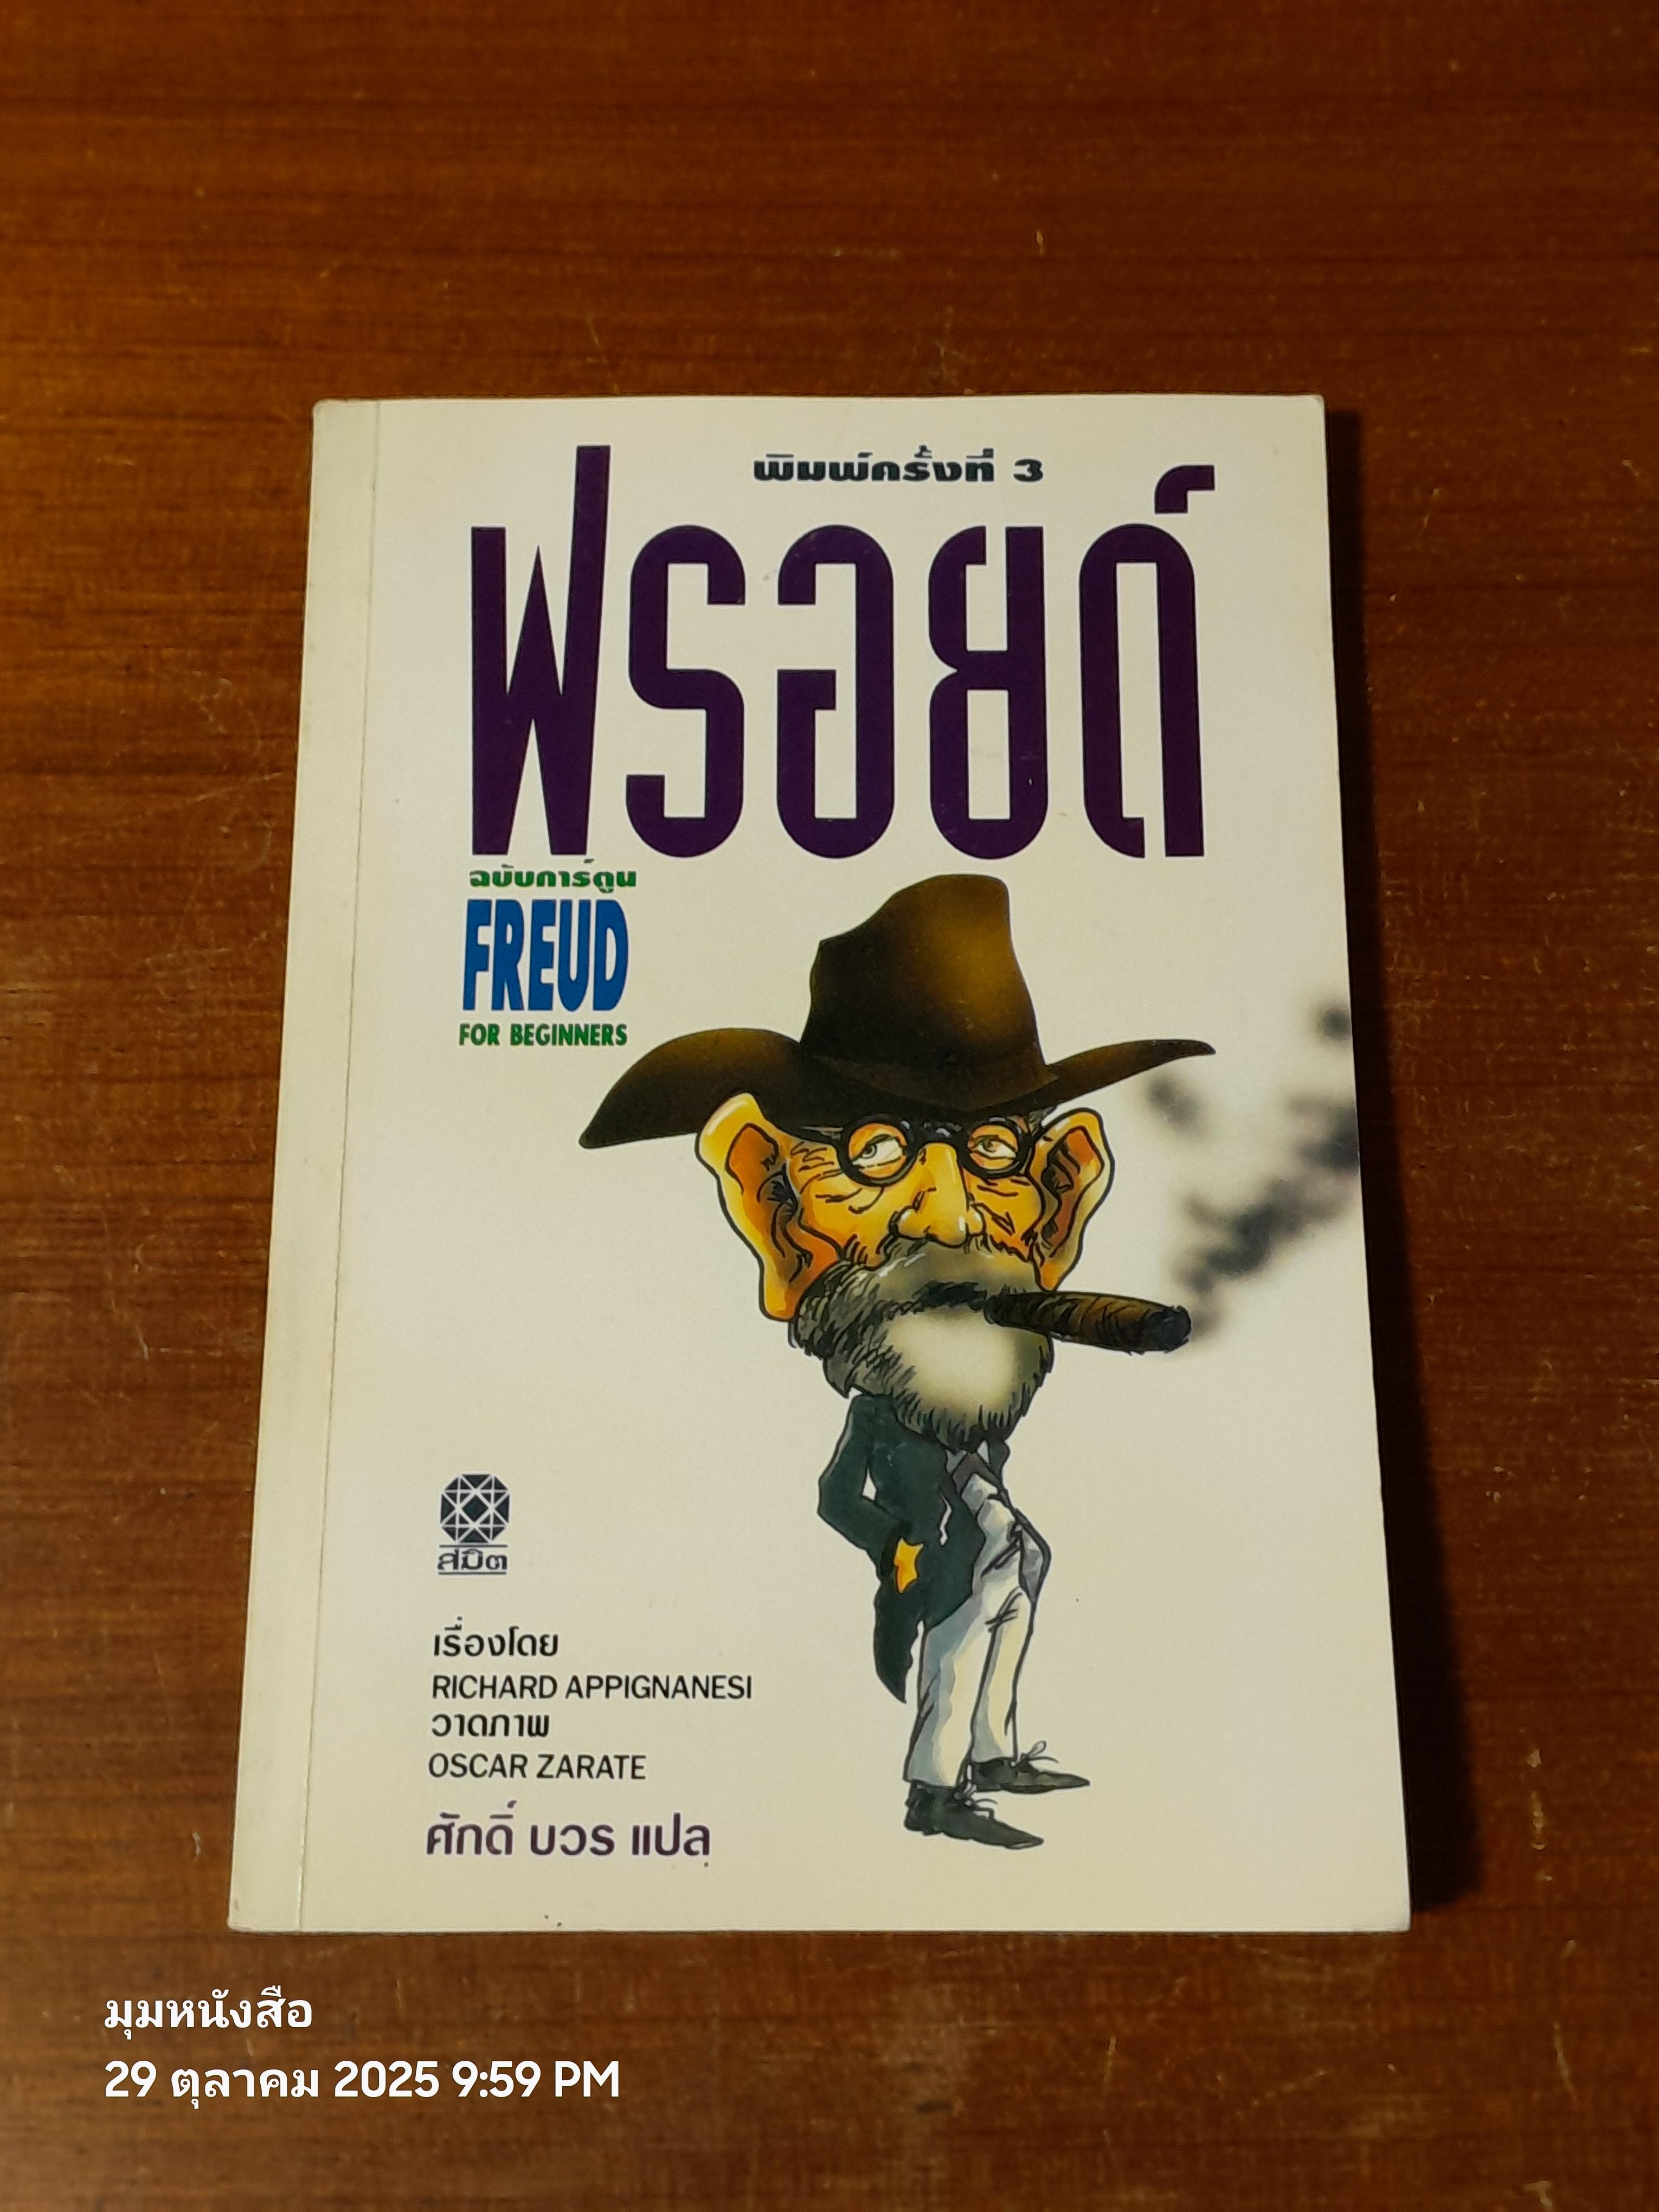 พิมพ์ครั้งที่ 3
ฟรอยด์
ฉบับการ์ตูน
FREUD
FOR BEGINNERS
สมิต
เรื่องโดย
RICHARD APPIGNANESI
วาดภาพ
OSCAR ZARATE
ศักดิ์ บวร แปล
มุมหนังสือ
29 ตุลาคม 2025 9:59 PM